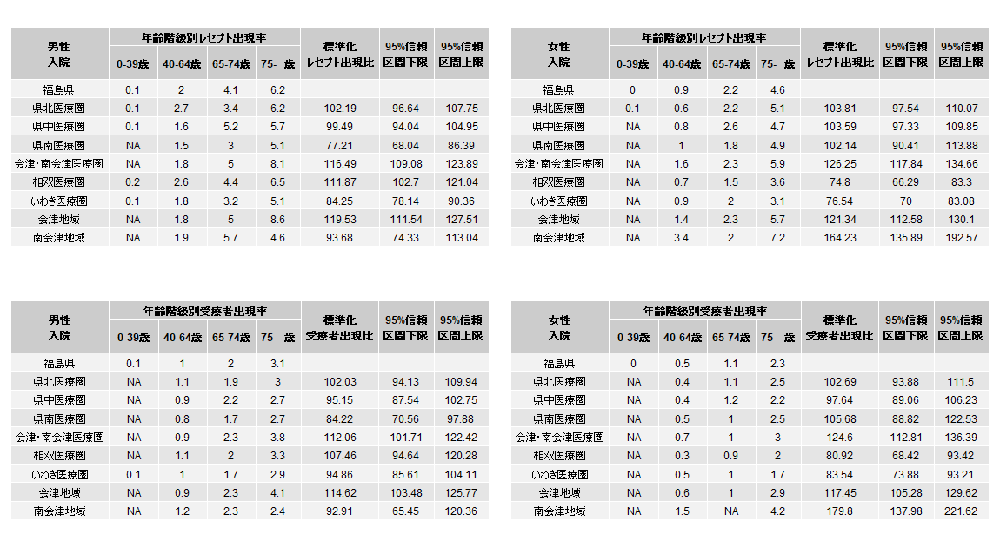 男性 入院 年齢階級別レセプト出現率 標準化 レセプト出現比 95%信頼 区間下限 95%信頼 区間上限
0-39歳 40-64歳 65-74歳 75- 歳
福島県 0.1 2 4.1 6.2
県北医療圏 0.1 2.7 3.4 6.2 102.19 96.64 107.75
県中医療圏 0.1 1.6 5.2 5.7 99.49 94.04 104.95
県南医療圏 NA 1.5 3 5.1 77.21 68.04 86.39
会津・南会津医療圏 NA 1.8 5 8.1 116.49 109.08 123.89
相双医療圏 0.2 2.6 4.4 6.5 111.87 102.7 121.04
いわき医療圏 0.1 1.8 3.2 5.1 84.25 78.14 90.36
会津地域 NA 1.8 5 8.6 119.53 111.54 127.51
南会津地域 NA 1.9 5.7 4.6 93.68 74.33 113.04
女性 入院 年齢階級別レセプト出現率 標準化 レセプト出現比 95%信頼 区間下限 95%信頼 区間上限
0-39歳 40-64歳 65-74歳 75- 歳
福島県 0 0.9 2.2 4.6
県北医療圏 0.1 0.6 2.2 5.1 103.81 97.54 110.07
県中医療圏 NA 0.8 2.6 4.7 103.59 97.33 109.85
県南医療圏 NA 1 1.8 4.9 102.14 90.41 113.88
会津・南会津医療圏 NA 1.6 2.3 5.9 126.25 117.84 134.66
相双医療圏 NA 0.7 1.5 3.6 74.8 66.29 83.3
いわき医療圏 NA 0.9 2 3.1 76.54 70 83.08
会津地域 NA 1.4 2.3 5.7 121.34 112.58 130.1
南会津地域 NA 3.4 2 7.2 164.23 135.89 192.57
男性 入院 年齢階級別受療者出現率 標準化 受療者出現比 95%信頼 区間下限 95%信頼 区間上限
0-39歳 40-64歳 65-74歳 75- 歳
福島県 0.1 1 2 3.1
県北医療圏 NA 1.1 1.9 3 102.03 94.13 109.94
県中医療圏 NA 0.9 2.2 2.7 95.15 87.54 102.75
県南医療圏 NA 0.8 1.7 2.7 84.22 70.56 97.88
会津・南会津医療圏 NA 0.9 2.3 3.8 112.06 101.71 122.42
相双医療圏 NA 1.1 2 3.3 107.46 94.64 120.28
いわき医療圏 0.1 1 1.7 2.9 94.86 85.61 104.11
会津地域 NA 0.9 2.3 4.1 114.62 103.48 125.77
南会津地域 NA 1.2 2.3 2.4 92.91 65.45 120.36
女性 入院 年齢階級別受療者出現率 標準化 受療者出現比 95%信頼 区間下限 95%信頼 区間上限
0-39歳 40-64歳 65-74歳 75- 歳
福島県 0 0.5 1.1 2.3
県北医療圏 NA 0.4 1.1 2.5 102.69 93.88 111.5
県中医療圏 NA 0.4 1.2 2.2 97.64 89.06 106.23
県南医療圏 NA 0.5 1 2.5 105.68 88.82 122.53
会津・南会津医療圏 NA 0.7 1 3 124.6 112.81 136.39
相双医療圏 NA 0.3 0.9 2 80.92 68.42 93.42
いわき医療圏 NA 0.5 1 1.7 83.54 73.88 93.21
会津地域 NA 0.6 1 2.9 117.45 105.28 129.62
南会津地域 NA 1.5 NA 4.2 179.8 137.98 221.62